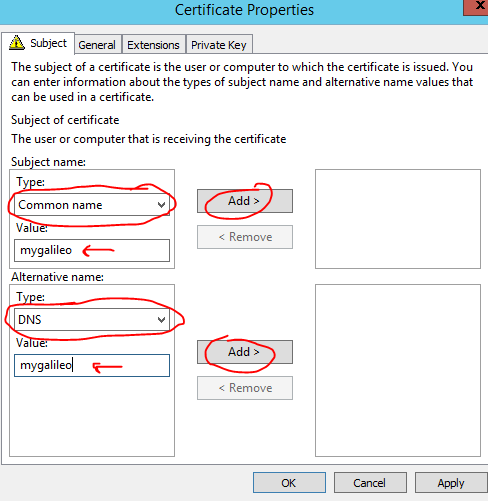 Certificate Properties
X
Subject General Extensions Private Key
The subject of a certificate is the user or computer to which the certificate is issued. You
can enter information about the types of subject name and alternative name values that
can be used in a certificate.
Subject of certificate
The user or computer that is receiving the certificate
Subject name:
Type:
Common name
Add >
Value:
< Remove
mygalileo
Alternative name:
Type:
DNS
Value:
Add >
mygalileo
< Remove
OK Cancel Apply